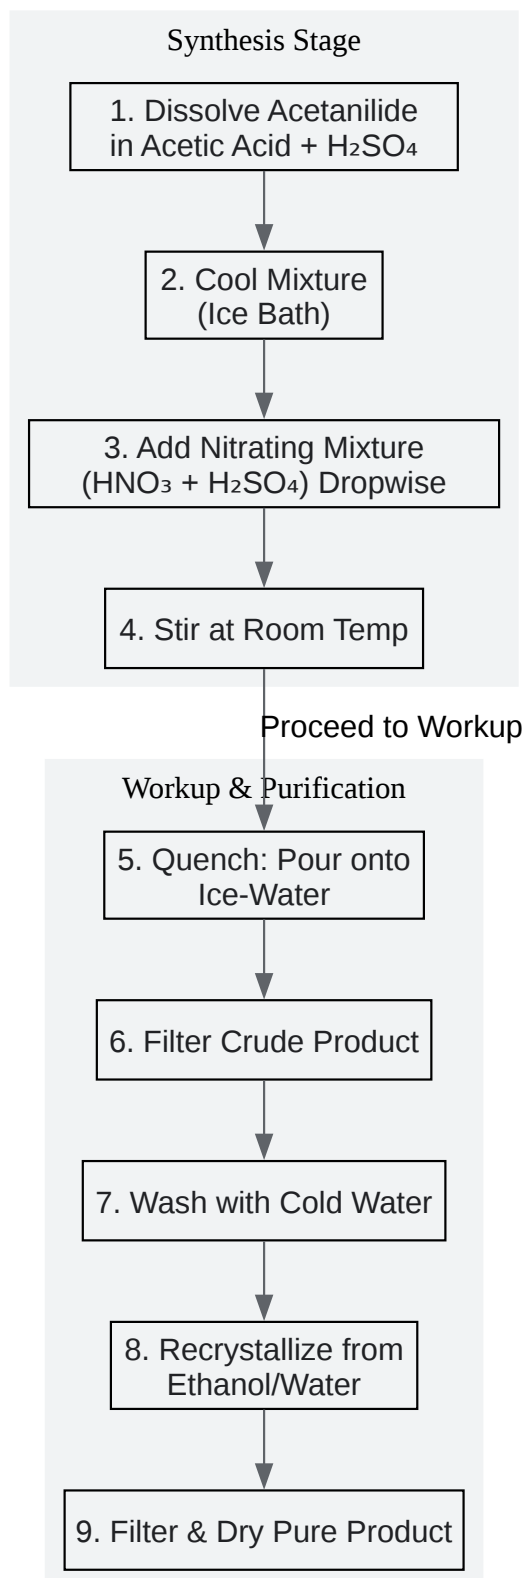 Synthesis Stage
1. Dissolve Acetanilide
in Acetic Acid + H₂SO₄
2. Cool Mixture
(Ice Bath)
3. Add Nitrating Mixture
(HNO₃ + H₂SO₄) Dropwise
4. Stir at Room Temp
Proceed to Workup
Workup & Purification
5. Quench: Pour onto
Ice-Water
6. Filter Crude Product
7. Wash with Cold Water
8. Recrystallize from
Ethanol/Water
9. Filter & Dry Pure Product